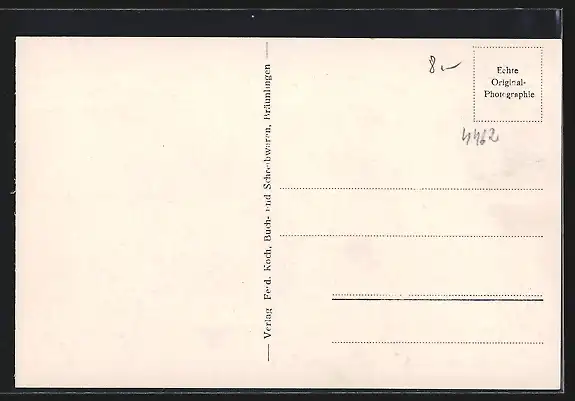 8,—
Echte
Original-
Photographie
4462
— Verlag Ferd. Koch, Buch- und Schreibwaren, Bräunlingen —